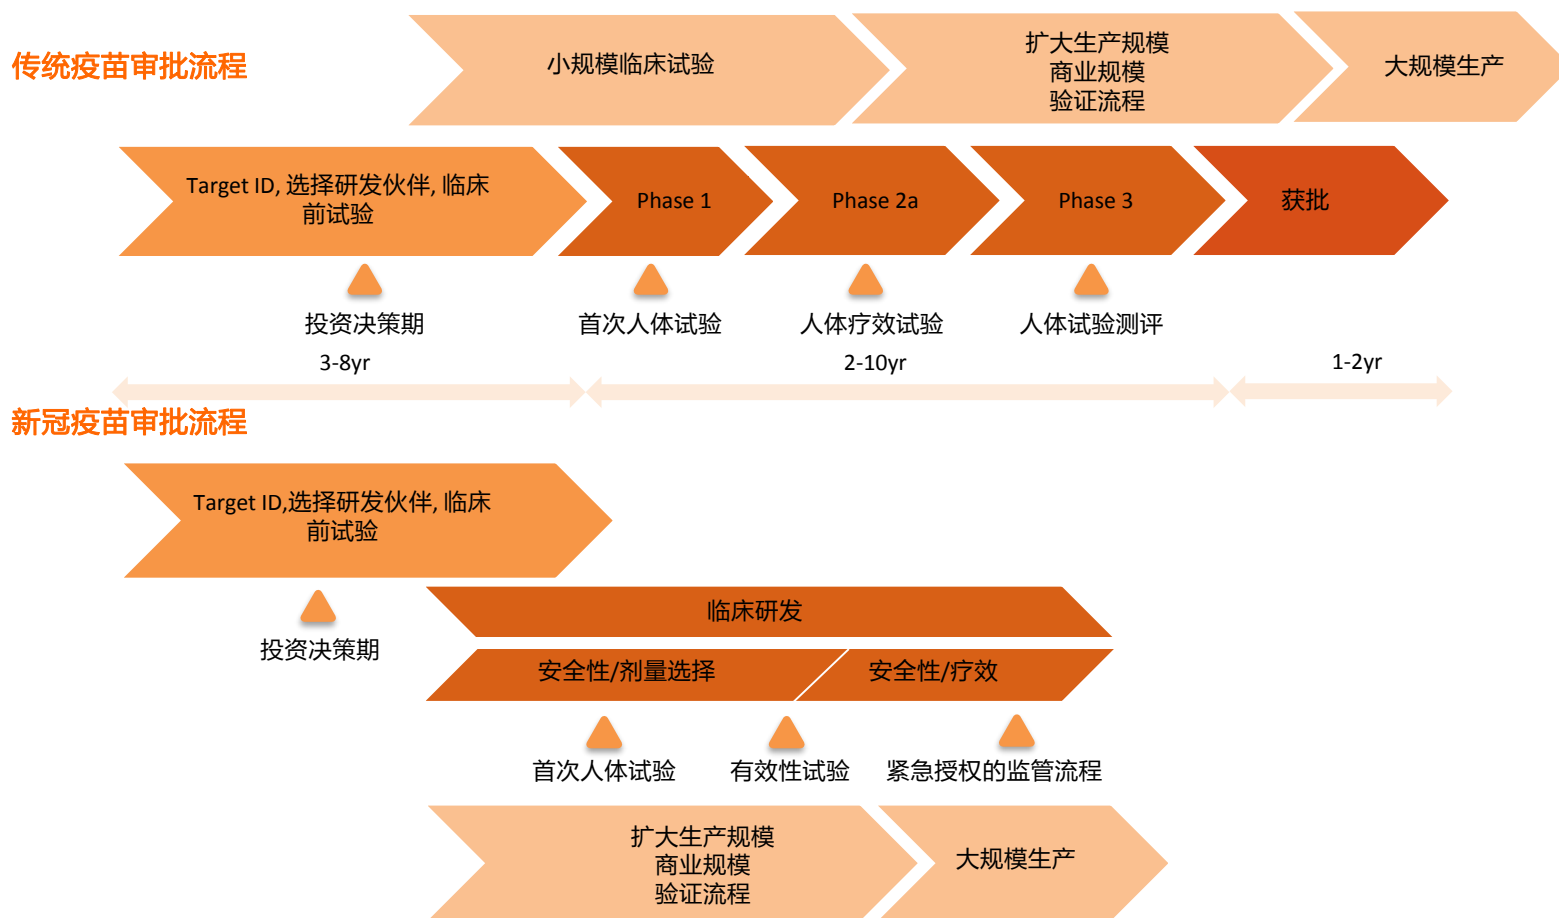 传统疫苗审批流程
小规模临床试验
扩大生产规模
商业规模
验证流程
大规模生产
Target ID, 选择研发伙伴, 临床
前试验
Phase 1
Phase 2a
Phase 3
获批
投资决策期
首次人体试验
人体疗效试验
人体试验测评
3-8yr
2-10yr
1-2yr
新冠疫苗审批流程
Target ID,选择研发伙伴, 临床
前试验
投资决策期
临床研发
安全性/剂量选择
安全性/疗效
首次人体试验
有效性试验
紧急授权的监管流程
扩大生产规模
商业规模
验证流程
大规模生产